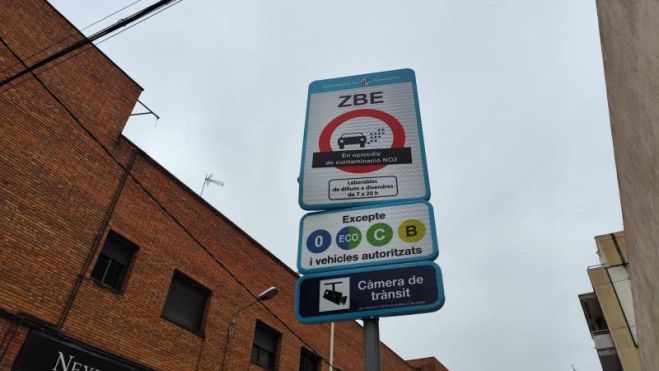 ZBE
En episodis
de contaminació NO2
Laborables
de dilluns a divendres
de 7 a 20 h
Excepte
0 ECO C B
i vehicles autoritzats
Càmera de
trànsit